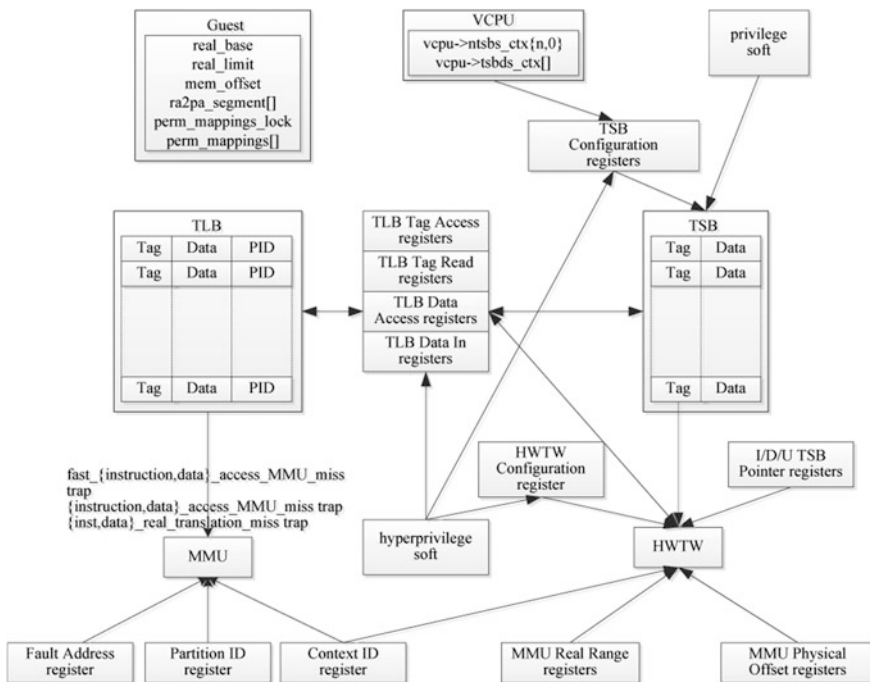 Guest
real_base
real_limit
mem_offset
ra2pa_segment[]
perm_mappings_lock
perm_mappings[]
VCPU
vcpu->ntsbs_ctx{n,0}
vcpu->tsbds_ctx[]
privilege
soft
TSB
Configuration
registers
TLB
Tag Data PID
Tag Data PID
Tag Data PID
TLB Tag Access
registers
TLB Tag Read
registers
TLB Data
Access registers
TLB Data In
registers
TSB
Tag Data
Tag Data
Tag Data
fast_{instruction,data}_access_MMU_miss
trap
{instruction,data}_access_MMU_miss trap
{inst,data}_real_translation_miss trap
HWTW
Configuration
register
I/D/U TSB
Pointer registers
MMU
hyperprivilege
soft
HWTW
Fault Address
register
Partition ID
register
Context ID
register
MMU Real Range
registers
MMU Physical
Offset registers